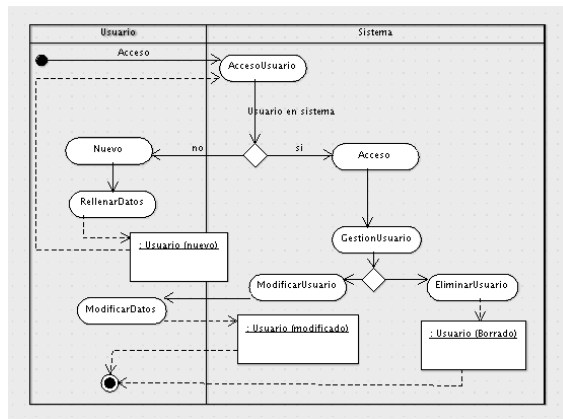 Usuario
Sistema
Acceso
AccesoUsuario
Usuario en sistema
Nuevo
no
si
Acceso
RellenarDatos
: Usuario (nuevo)
GestionUsuario
ModificarUsuario
EliminarUsuario
ModificarDatos
: Usuario (modificado)
: Usuario (Borrado)